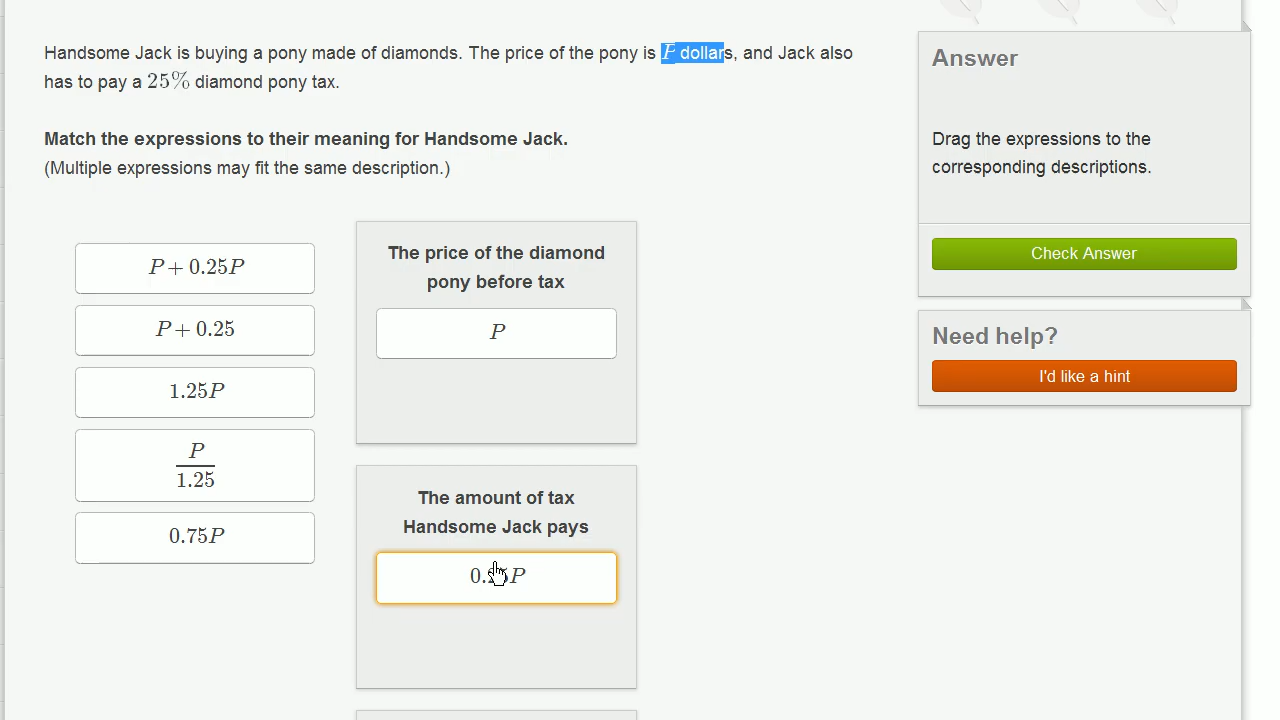 Handsome Jack is buying a pony made of diamonds. The price of the pony is P dollars, and Jack also
has to pay a 25% diamond pony tax.
Match the expressions to their meaning for Handsome Jack.
(Multiple expressions may fit the same description.)
P + 0.25P
P + 0.25
1.25P
P
1.25
0.75P
The price of the diamond
pony before tax
P
The amount of tax
Handsome Jack pays
Answer
Drag the expressions to the
corresponding descriptions.
Check Answer
Need help?
I'd like a hint